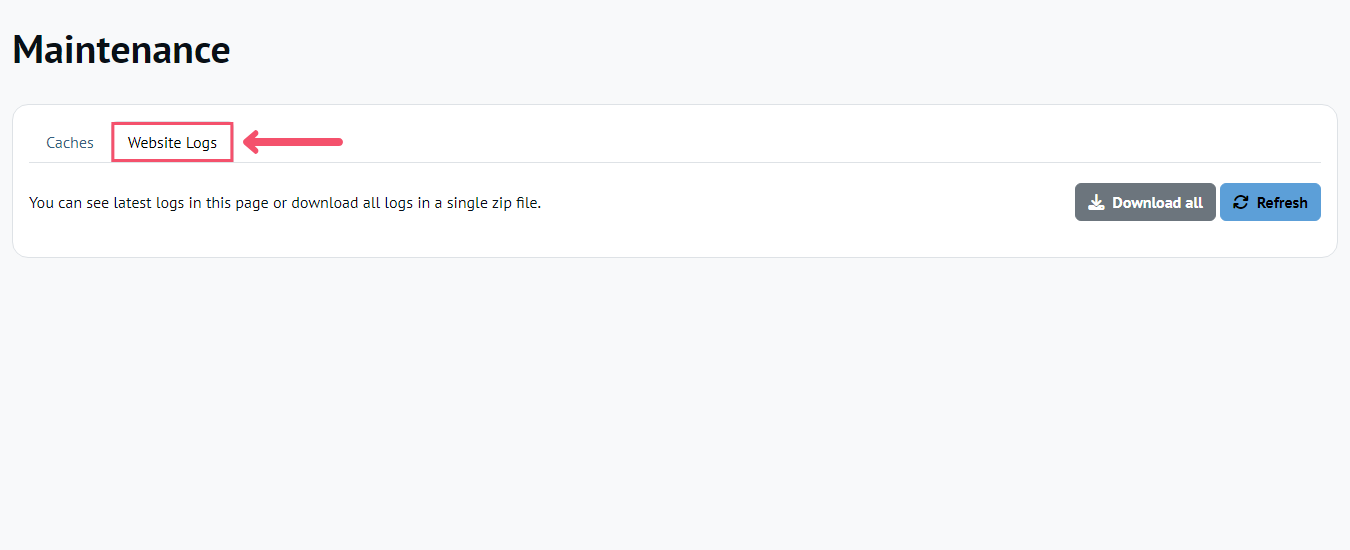 Maintenance
Caches Website Logs
You can see latest logs in this page or download all logs in a single zip file. Download all Refresh